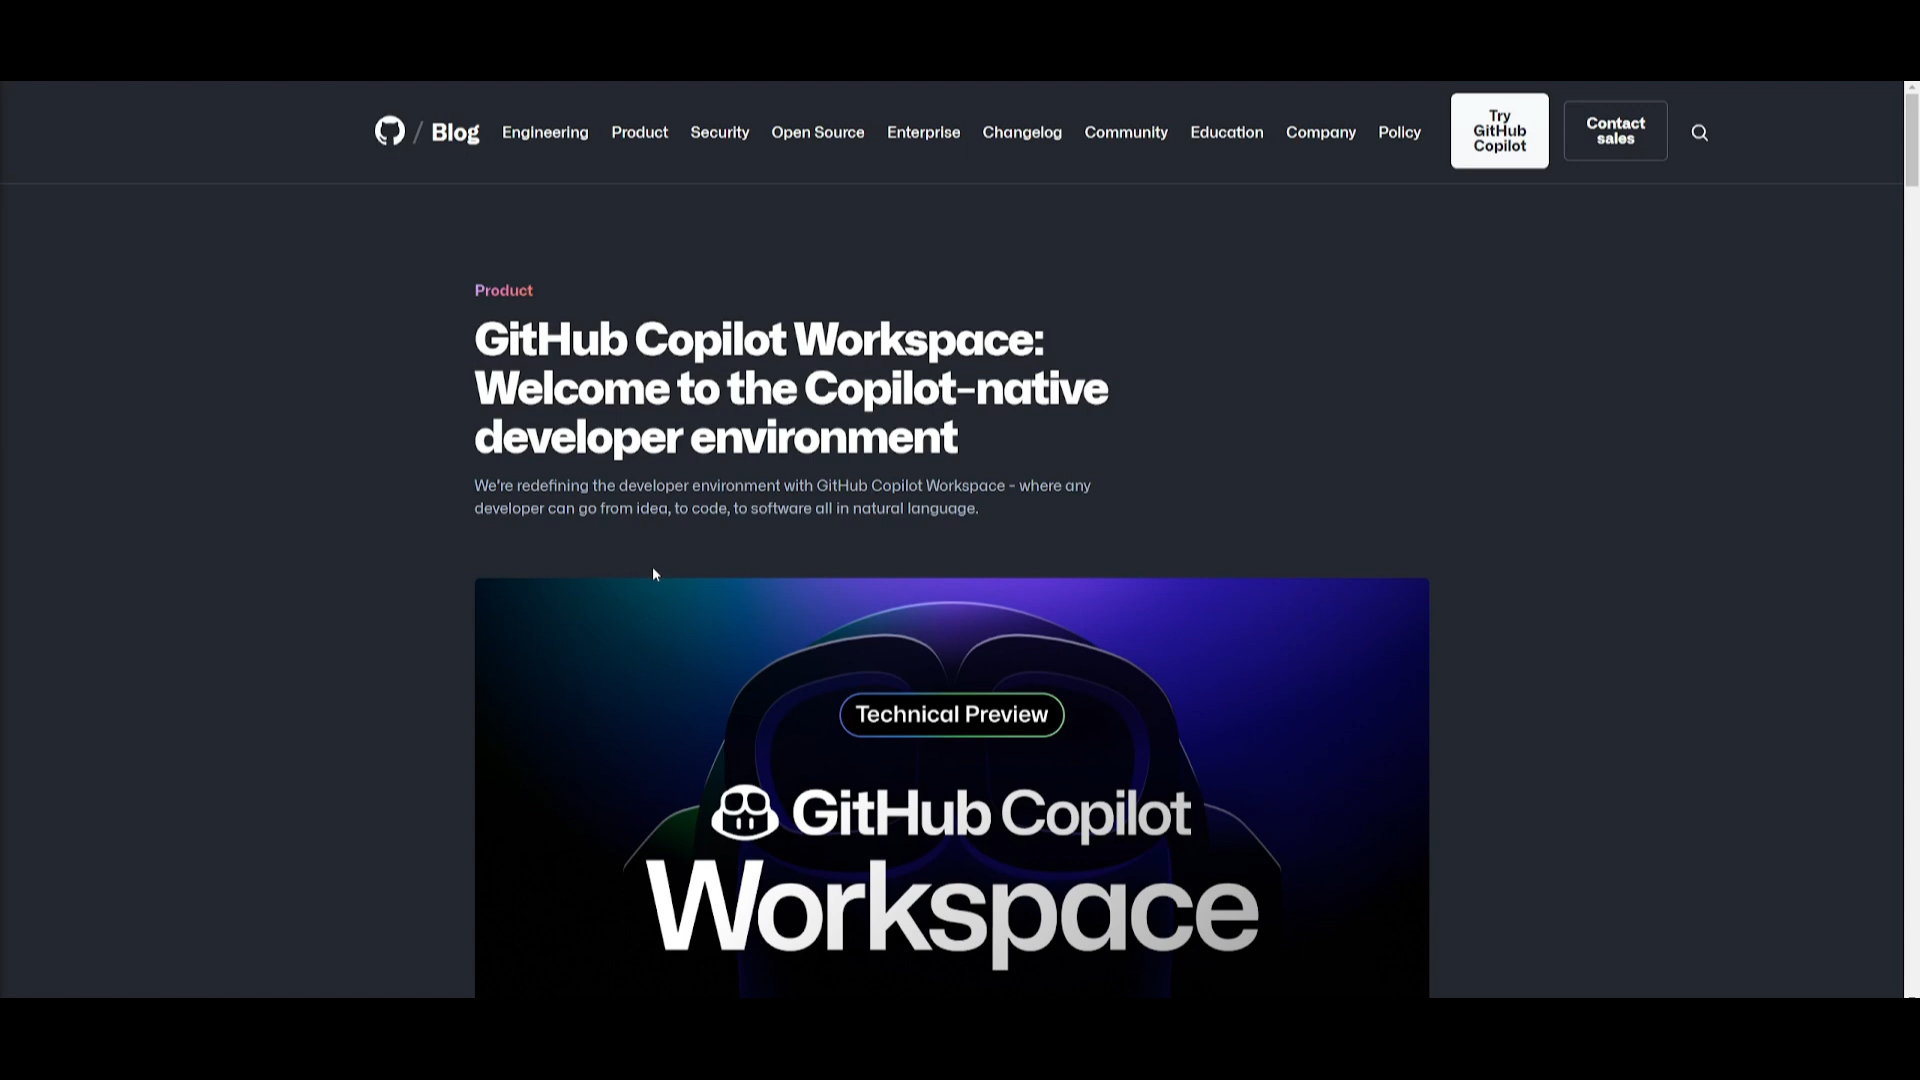 / Blog Engineering Product Security Open Source Enterprise Changelog Community Education Company Policy
Try
GitHub
Copilot
Contact
sales
Product
GitHub Copilot Workspace:
Welcome to the Copilot-native
developer environment
We're redefining the developer environment with GitHub Copilot Workspace - where any
developer can go from idea, to code, to software all in natural language.
Technical Preview
GitHub Copilot
Workspace